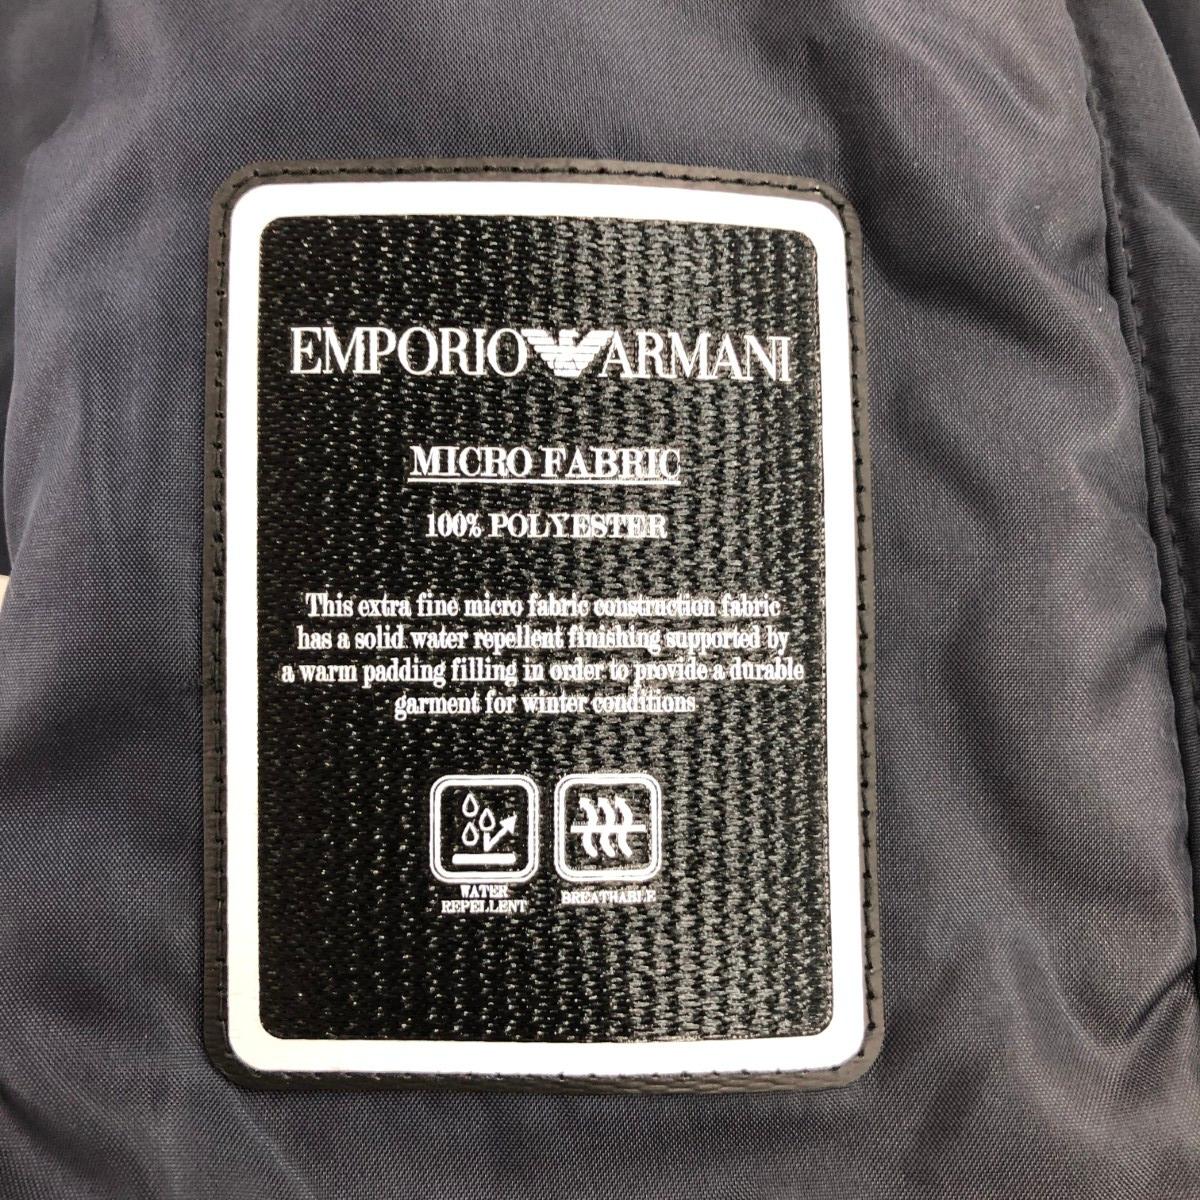 EMPORIO ARMANI
MICRO FABRIC
100% POLYESTER
This extra fine micro fabric construction fabric
has a solid water repellent finishing supported by
a warm padding filling in order to provide a durable
garment for winter conditions
WATER
REPELLENT
BREATHABLE